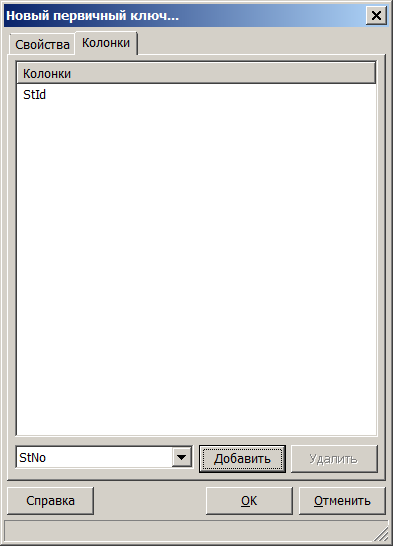 Новый первичный ключ...
Свойства Колонки
Колонки
StId
StNo Добавить Удалить
Справка OK Отменить